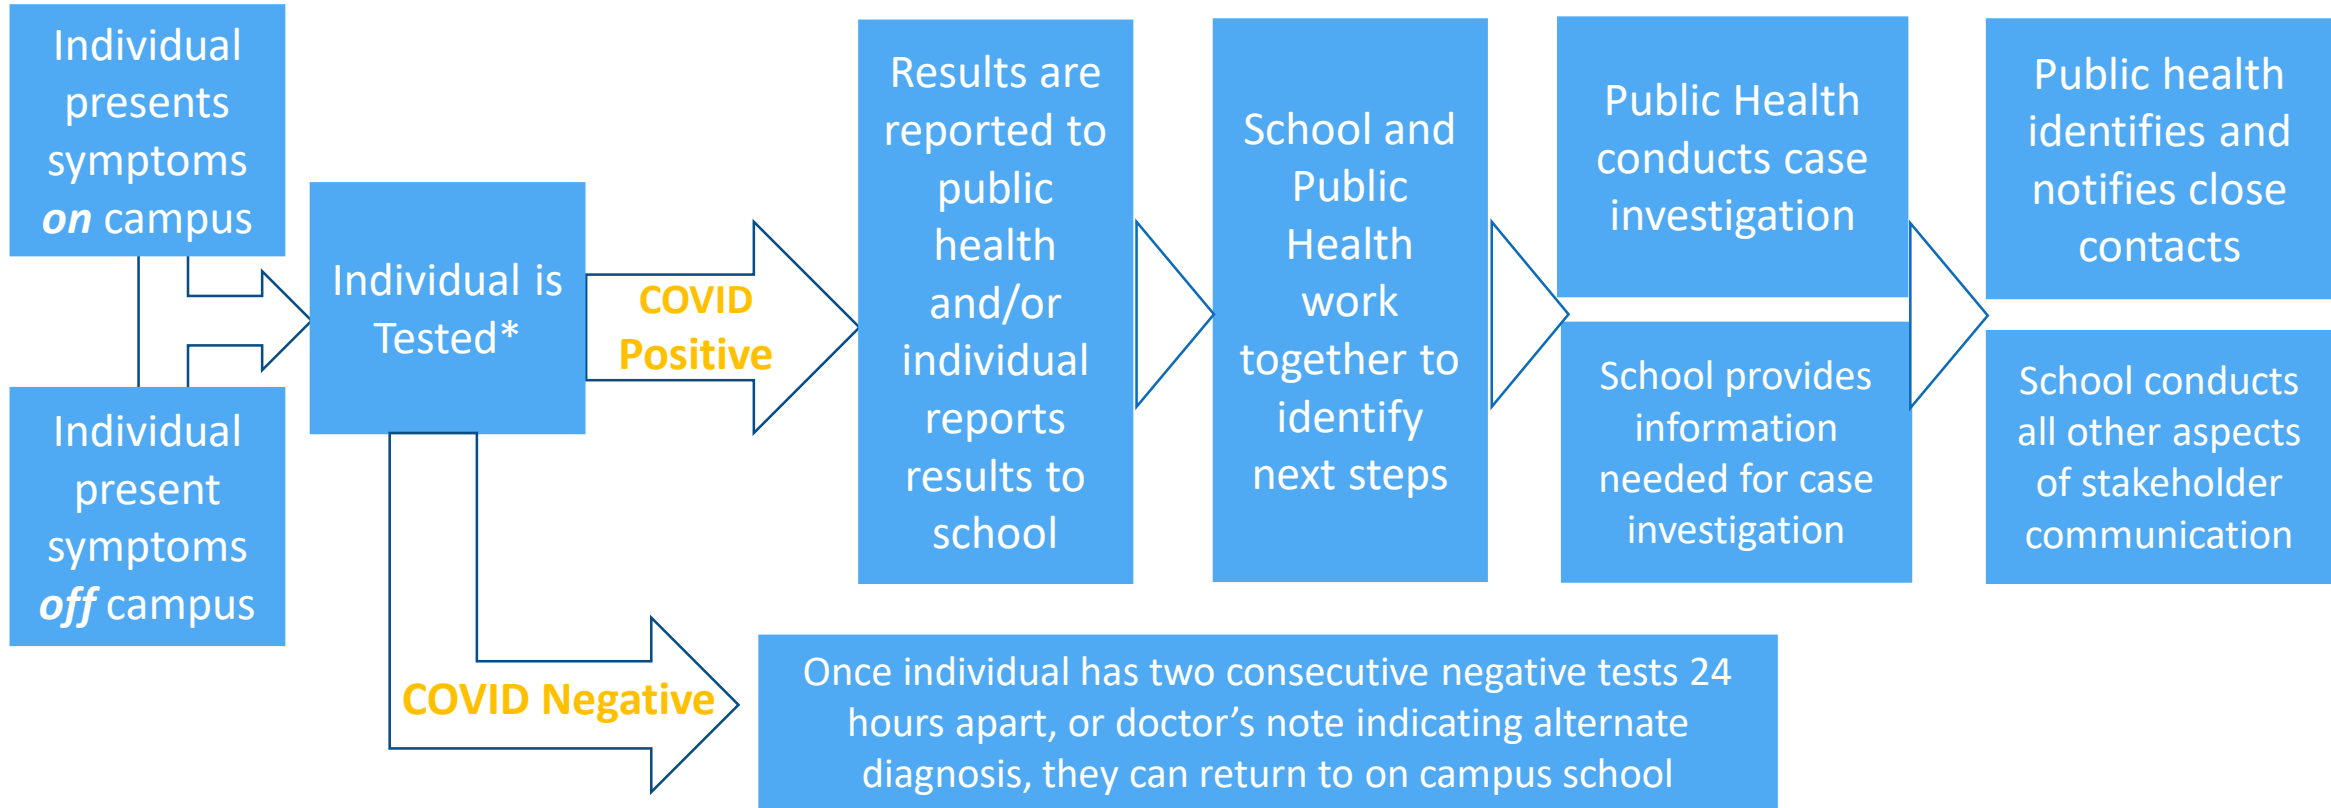 Individual
presents
symptoms
on campus
Individual
present
symptoms
off campus
Individual is
Tested*
COVID
Positive
Results are
reported to
public
health
and/or
individual
reports
results to
school
School and
Public
Health
work
together to
identify
next steps
Public Health
conducts case
investigation
School provides
information
needed for case
investigation
Public health
identifies and
notifies close
contacts
School conducts
all other aspects
of stakeholder
communication
COVID Negative
Once individual has two consecutive negative tests 24
hours apart, or doctor’s note indicating alternate
diagnosis, they can return to on campus school